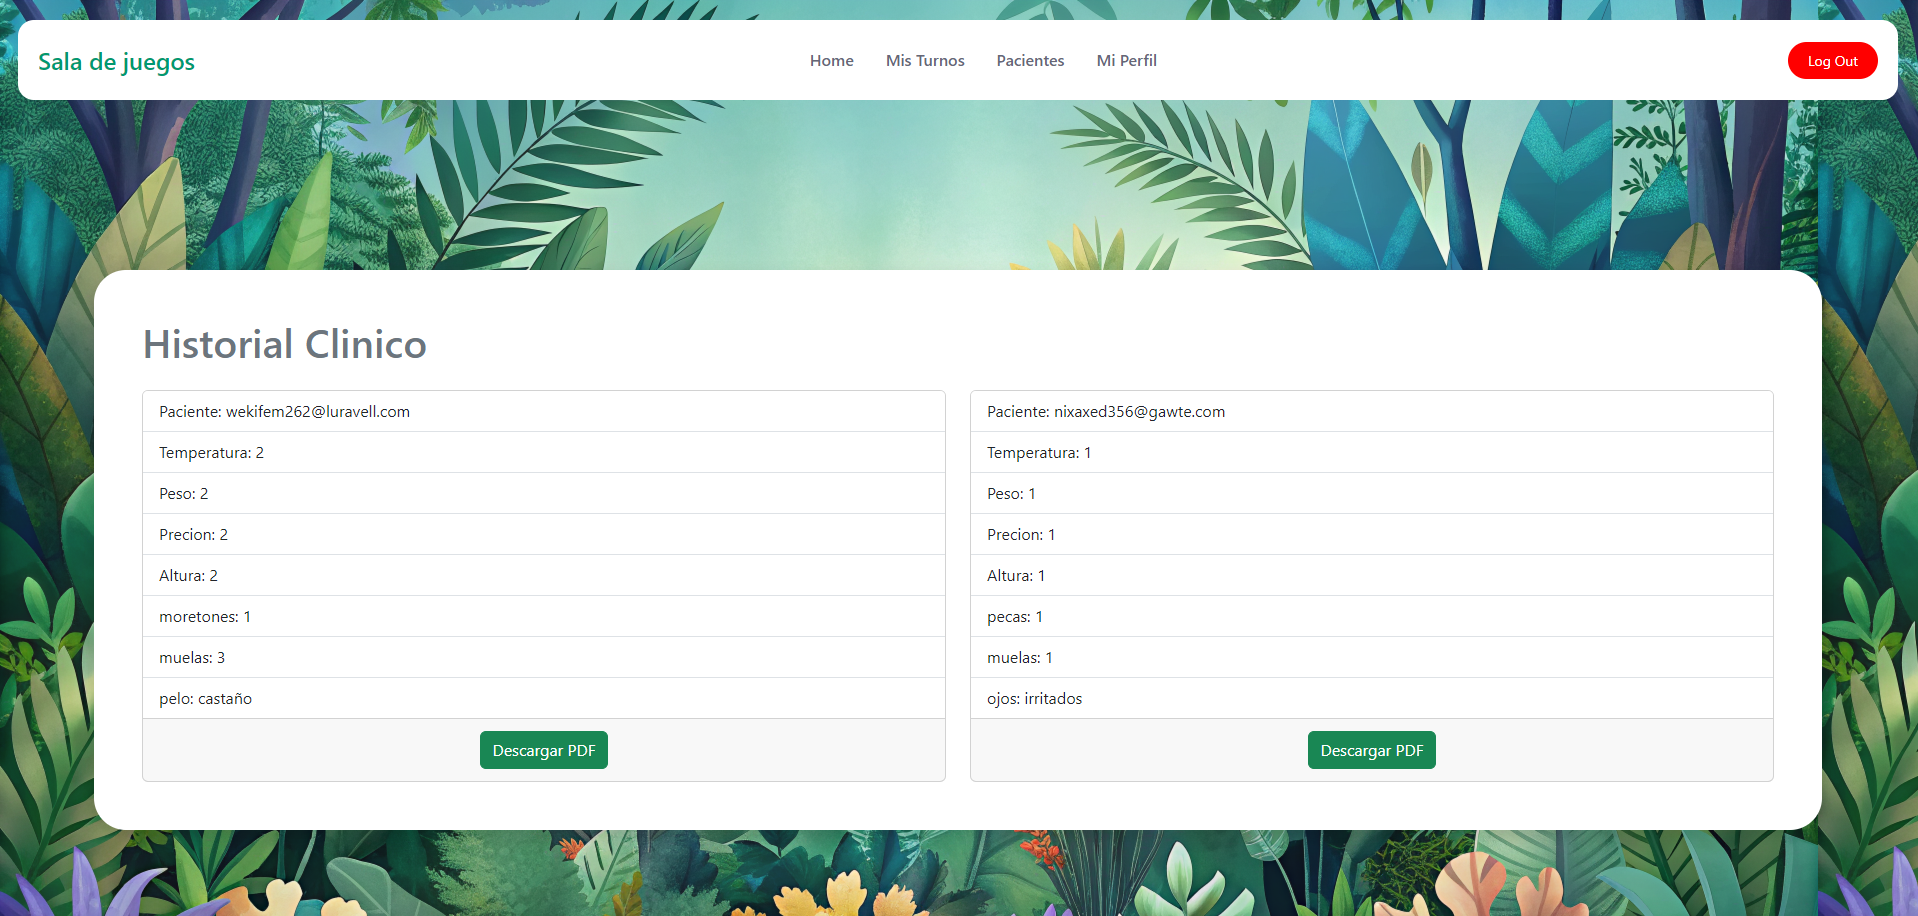 Sala de juegos
Home Mis Turnos Pacientes Mi Perfil
Log Out
Historial Clinico
Paciente: wekifem262@luravell.com
Temperatura: 2
Peso: 2
Precion: 2
Altura: 2
moretones: 1
muelas: 3
pelo: castaño
Descargar PDF
Paciente: nixaxed356@gawte.com
Temperatura: 1
Peso: 1
Precion: 1
Altura: 1
pecas: 1
muelas: 1
ojos: irritados
Descargar PDF